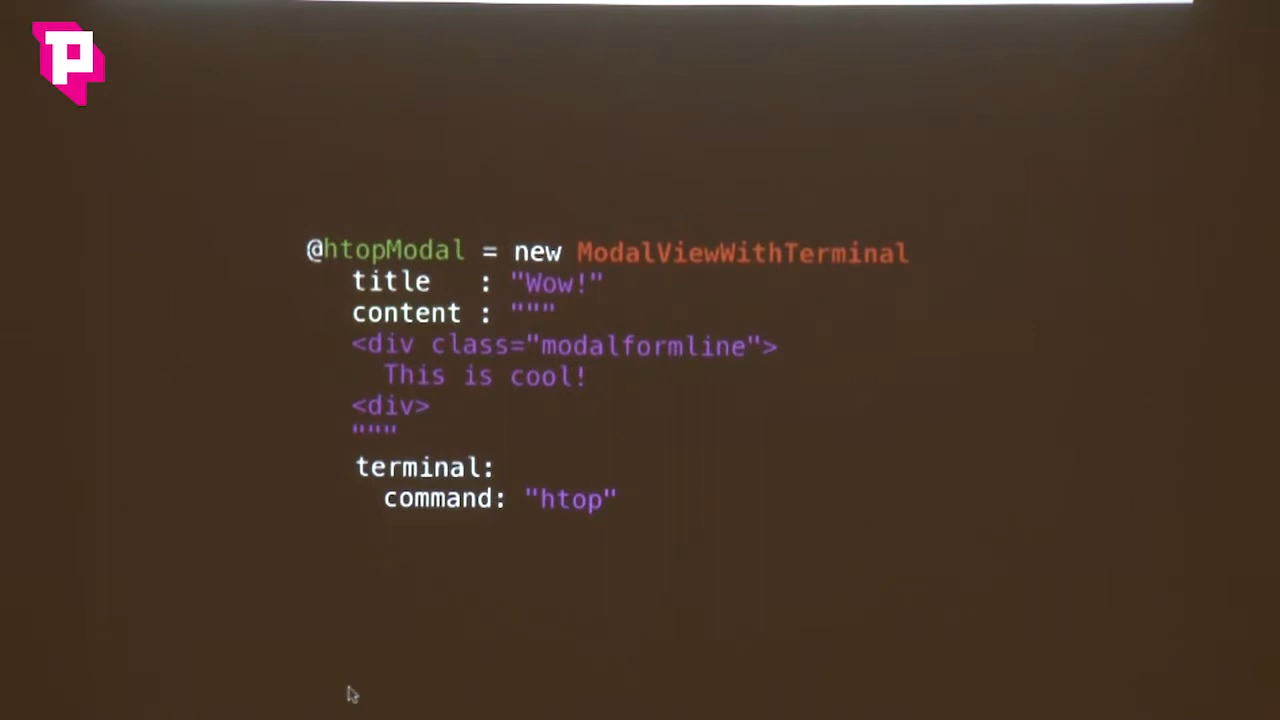 P
@htopModal = new ModalViewWithTerminal
title : "Wow!"
content : """
<div class="modalformline">
This is cool!
<div>
"""
terminal:
command: "htop"